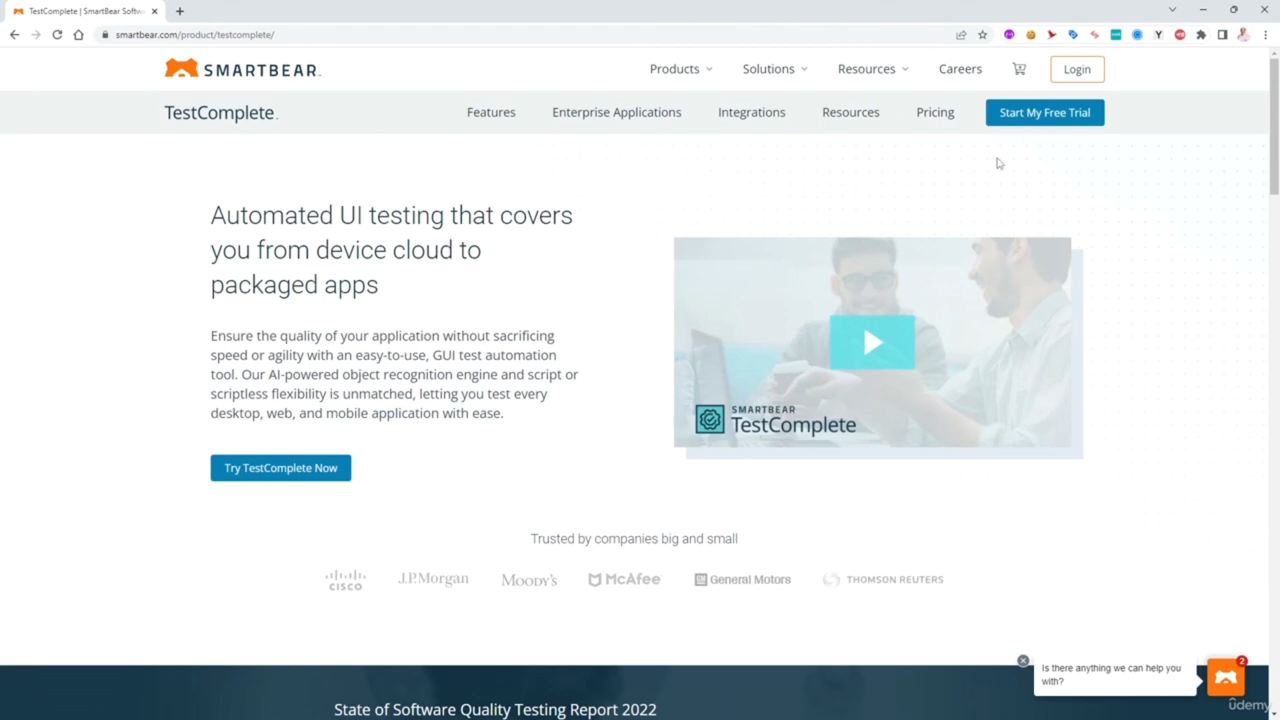 TestComplete | SmartBear Softw
smartbear.com/product/testcomplete/
SMARTBEAR
Products
Solutions
Resources
Careers
Login
TestComplete
Features
Enterprise Applications
Integrations
Resources
Pricing
Start My Free Trial
Automated UI testing that covers
you from device cloud to
packaged apps
Ensure the quality of your application without sacrificing
speed or agility with an easy-to-use, GUI test automation
tool. Our AI-powered object recognition engine and script or
scriptless flexibility is unmatched, letting you test every
desktop, web, and mobile application with ease.
Try TestComplete Now
SMARTBEAR
TestComplete
Trusted by companies big and small
CISCO
J.P.Morgan
MOODY'S
McAfee
GM General Motors
THOMSON REUTERS
Is there anything we can help you
with?
2
State of Software Quality Testing Report 2022
udemy